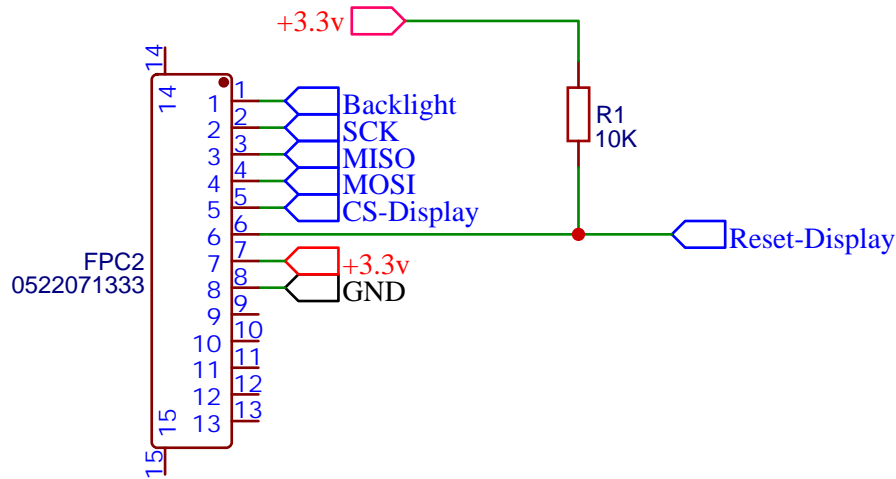 +3.3v
14
14
1 1 Backlight
2 2 SCK
3 3 MISO
4 4 MOSI
5 5 CS-Display
6 6 Reset-Display
7 7 +3.3v
8 8 GND
9 9
10 10
11 11
12 12
13 13
15
15
R1
10K
FPC2
0522071333